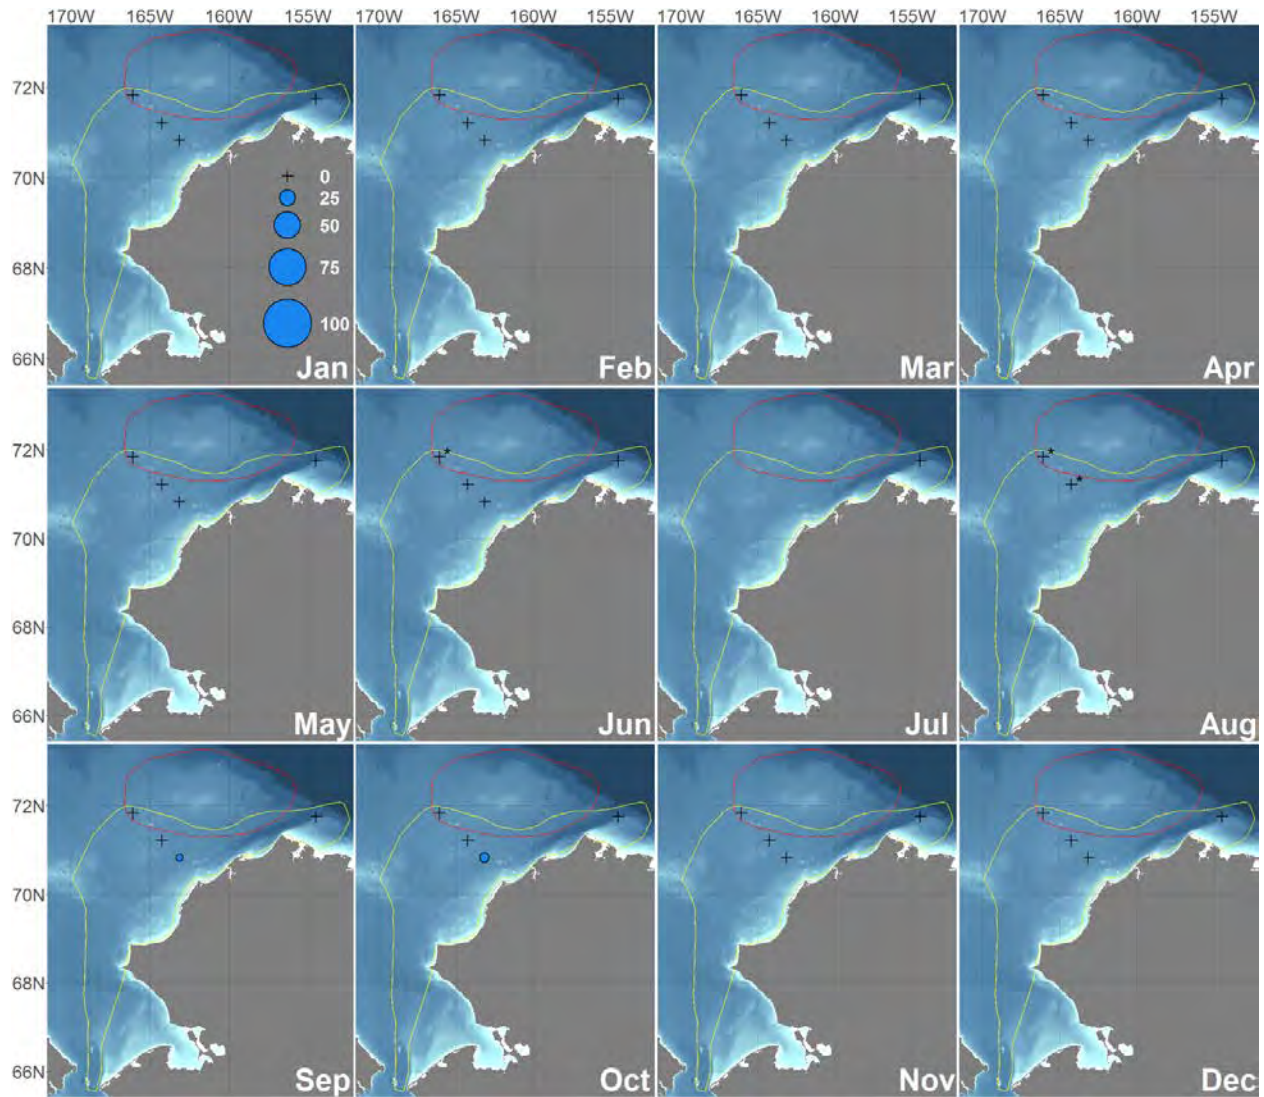 170W 165W 160W 155W 170W 165W 160W 155W 170W 165W 160W 155W 170W 165W 160W 155W
72N
70N
0
25
50
68N
75
100
66N
Jan Feb Mar Apr
72N
70N
68N
66N
May Jun Jul Aug
72N
70N
68N
66N
Sep Oct Nov Dec